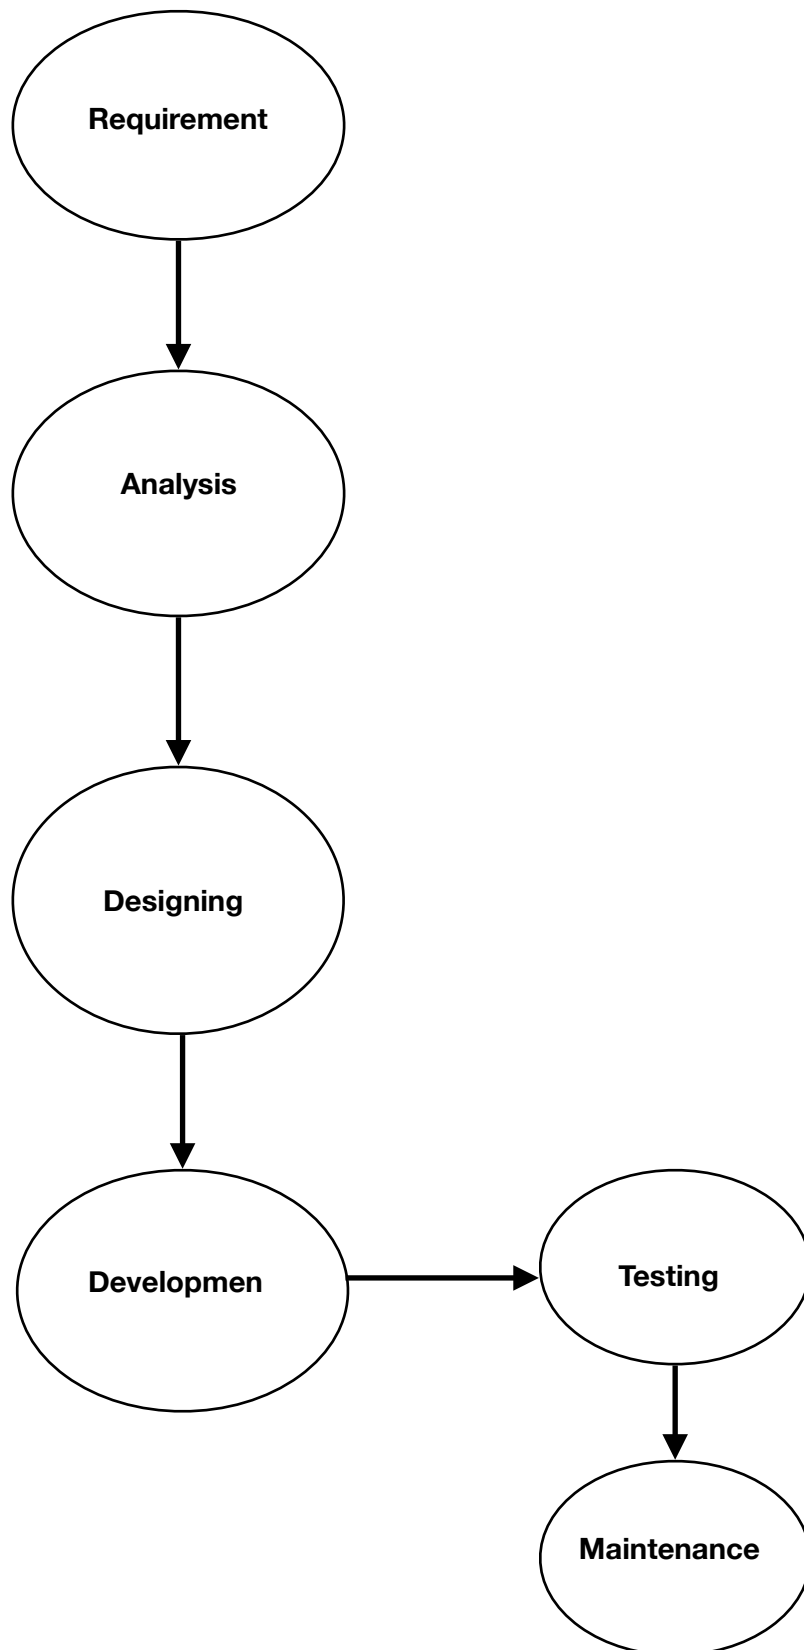 Requirement
Analysis
Designing
Developmen
Testing
Maintenance